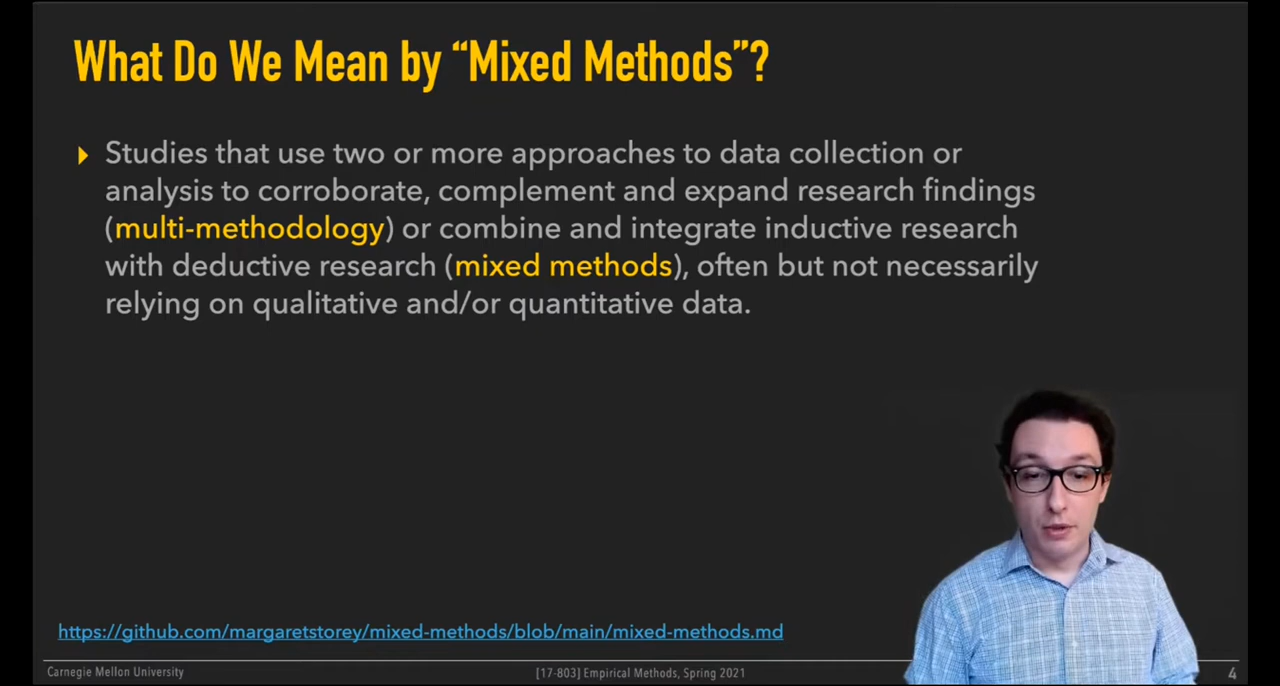 What Do We Mean by “Mixed Methods”?
Studies that use two or more approaches to data collection or
analysis to corroborate, complement and expand research findings
(multi-methodology) or combine and integrate inductive research
with deductive research (mixed methods), often but not necessarily
relying on qualitative and/or quantitative data.
https://github.com/margaretstorey/mixed-methods/blob/main/mixed-methods.md
Carnegie Mellon University
[17-803] Empirical Methods, Spring 2021
4